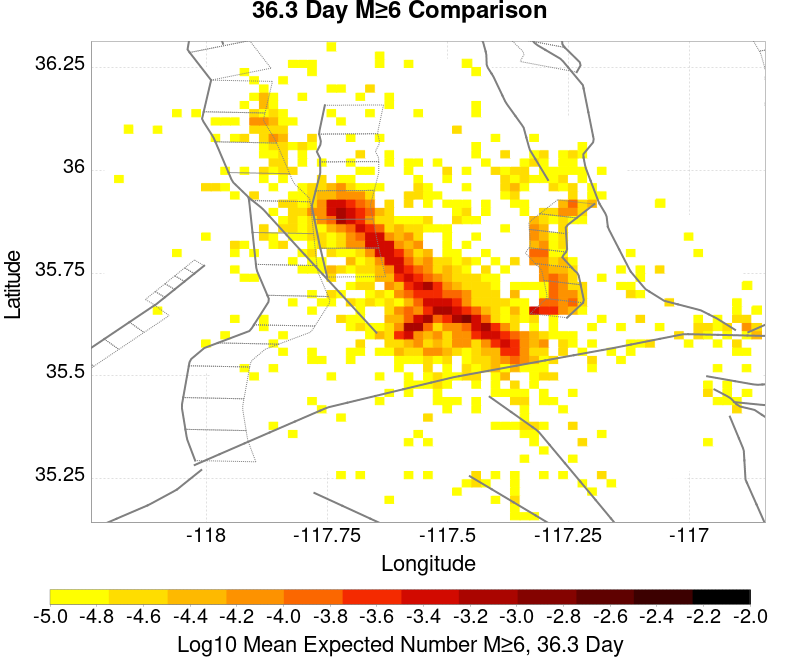 36.3 Day M≥6 Comparison
36.25
36
35.75
35.5
35.25
Latitude
-118
-117.75
-117.5
-117.25
-117
Longitude
-5.0 -4.8 -4.6 -4.4 -4.2 -4.0 -3.8 -3.6 -3.4 -3.2 -3.0 -2.8 -2.6 -2.4 -2.2 -2.0
Log10 Mean Expected Number M≥6, 36.3 Day